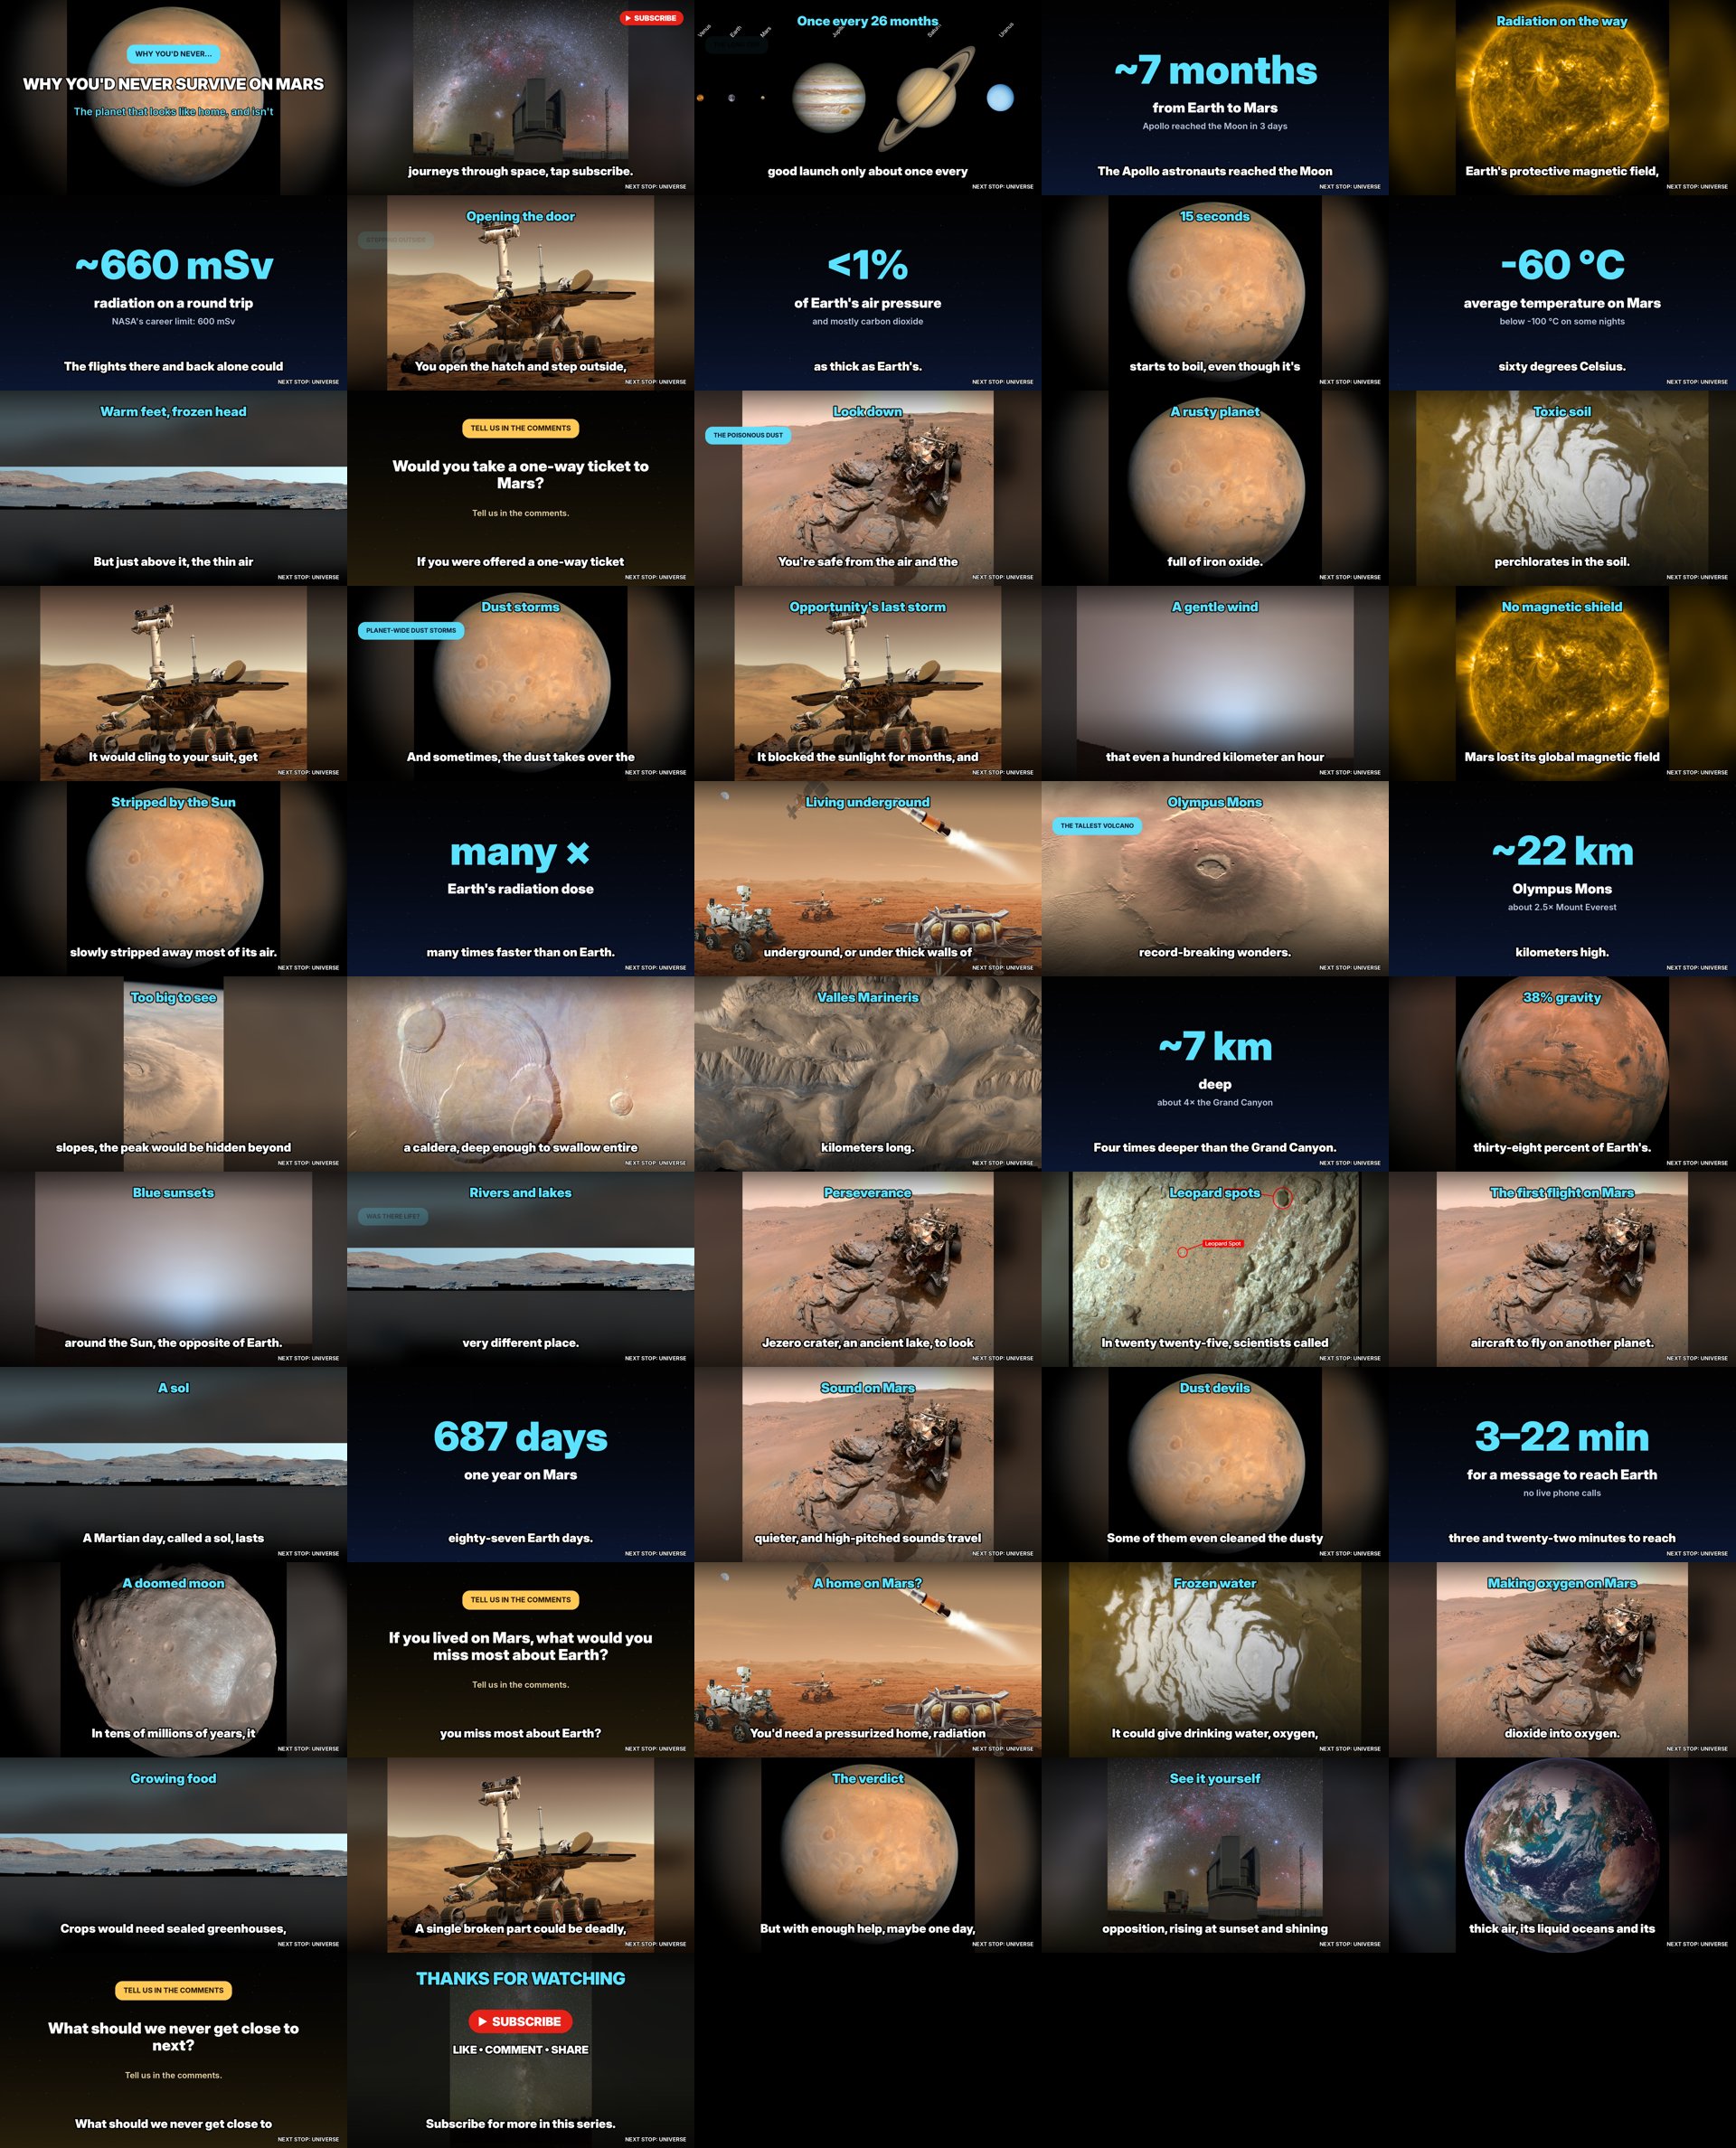 WHY YOU'D NEVER...
WHY YOU'D NEVER SURVIVE ON MARS
The planet that looks like home, and isn't
SUBSCRIBE
journeys through space, tap subscribe.
NEXT STOP: UNIVERSE
Once every 26 months
Venus
Earth
Mars
Jupiter
Saturn
Uranus
good launch only about once every
NEXT STOP: UNIVERSE
~7 months
from Earth to Mars
Apollo reached the Moon in 3 days
The Apollo astronauts reached the Moon
NEXT STOP: UNIVERSE
Radiation on the way
Earth's protective magnetic field,
NEXT STOP: UNIVERSE
~660 mSv
radiation on a round trip
NASA's career limit: 600 mSv
The flights there and back alone could
NEXT STOP: UNIVERSE
Opening the door
STEPPING OUTSIDE
You open the hatch and step outside,
NEXT STOP: UNIVERSE
<1%
of Earth's air pressure
and mostly carbon dioxide
as thick as Earth's.
NEXT STOP: UNIVERSE
15 seconds
starts to boil, even though it's
NEXT STOP: UNIVERSE
-60 °C
average temperature on Mars
below -100 °C on some nights
sixty degrees Celsius.
NEXT STOP: UNIVERSE
Warm feet, frozen head
But just above it, the thin air
NEXT STOP: UNIVERSE
TELL US IN THE COMMENTS
Would you take a one-way ticket to
Mars?
Tell us in the comments.
If you were offered a one-way ticket
NEXT STOP: UNIVERSE
Look down
THE POISONOUS DUST
You're safe from the air and the
NEXT STOP: UNIVERSE
A rusty planet
full of iron oxide.
NEXT STOP: UNIVERSE
Toxic soil
perchlorates in the soil.
NEXT STOP: UNIVERSE
It would cling to your suit, get
NEXT STOP: UNIVERSE
Dust storms
PLANET-WIDE DUST STORMS
And sometimes, the dust takes over the
NEXT STOP: UNIVERSE
Opportunity's last storm
It blocked the sunlight for months, and
NEXT STOP: UNIVERSE
A gentle wind
that even a hundred kilometer an hour
NEXT STOP: UNIVERSE
No magnetic shield
Mars lost its global magnetic field
NEXT STOP: UNIVERSE
Stripped by the Sun
slowly stripped away most of its air.
NEXT STOP: UNIVERSE
many ×
Earth's radiation dose
many times faster than on Earth.
NEXT STOP: UNIVERSE
Living underground
underground, or under thick walls of
NEXT STOP: UNIVERSE
Olympus Mons
THE TALLEST VOLCANO
record-breaking wonders.
NEXT STOP: UNIVERSE
~22 km
Olympus Mons
about 2.5× Mount Everest
kilometers high.
NEXT STOP: UNIVERSE
Too big to see
slopes, the peak would be hidden beyond
NEXT STOP: UNIVERSE
a caldera, deep enough to swallow entire
NEXT STOP: UNIVERSE
Valles Marineris
kilometers long.
NEXT STOP: UNIVERSE
~7 km
deep
about 4× the Grand Canyon
Four times deeper than the Grand Canyon.
NEXT STOP: UNIVERSE
38% gravity
thirty-eight percent of Earth's.
NEXT STOP: UNIVERSE
Blue sunsets
around the Sun, the opposite of Earth.
NEXT STOP: UNIVERSE
Rivers and lakes
WAS THERE LIFE?
very different place.
NEXT STOP: UNIVERSE
Perseverance
Jezero crater, an ancient lake, to look
NEXT STOP: UNIVERSE
Leopard spots
Leopard Spot
In twenty twenty-five, scientists called
NEXT STOP: UNIVERSE
The first flight on Mars
aircraft to fly on another planet.
NEXT STOP: UNIVERSE
A sol
A Martian day, called a sol, lasts
NEXT STOP: UNIVERSE
687 days
one year on Mars
eighty-seven Earth days.
NEXT STOP: UNIVERSE
Sound on Mars
quieter, and high-pitched sounds travel
NEXT STOP: UNIVERSE
Dust devils
Some of them even cleaned the dusty
NEXT STOP: UNIVERSE
3–22 min
for a message to reach Earth
no live phone calls
three and twenty-two minutes to reach
NEXT STOP: UNIVERSE
A doomed moon
In tens of millions of years, it
NEXT STOP: UNIVERSE
TELL US IN THE COMMENTS
If you lived on Mars, what would you
miss most about Earth?
Tell us in the comments.
you miss most about Earth?
NEXT STOP: UNIVERSE
A home on Mars?
You'd need a pressurized home, radiation
NEXT STOP: UNIVERSE
Frozen water
It could give drinking water, oxygen,
NEXT STOP: UNIVERSE
Making oxygen on Mars
dioxide into oxygen.
NEXT STOP: UNIVERSE
Growing food
Crops would need sealed greenhouses,
NEXT STOP: UNIVERSE
A single broken part could be deadly,
NEXT STOP: UNIVERSE
The verdict
But with enough help, maybe one day,
NEXT STOP: UNIVERSE
See it yourself
opposition, rising at sunset and shining
NEXT STOP: UNIVERSE
thick air, its liquid oceans and its
NEXT STOP: UNIVERSE
TELL US IN THE COMMENTS
What should we never get close to
next?
Tell us in the comments.
What should we never get close to
NEXT STOP: UNIVERSE
THANKS FOR WATCHING
SUBSCRIBE
LIKE • COMMENT • SHARE
Subscribe for more in this series.
NEXT STOP: UNIVERSE